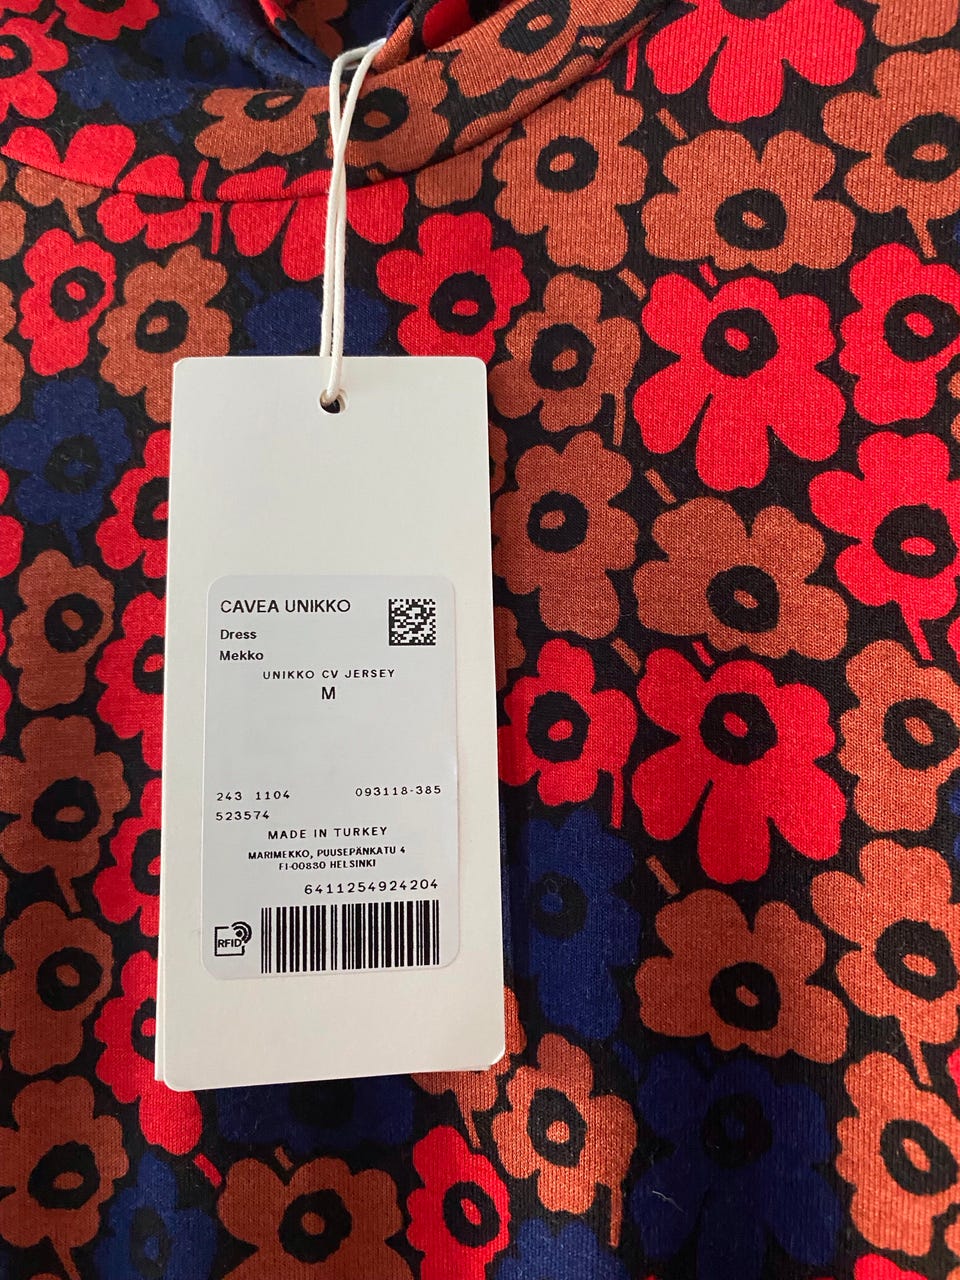 CAVEA UNIKKO
Dress
Mekko
UNIKKO CV JERSEY
M
243 1104 093118-385
523574
MADE IN TURKEY
MARIMEKKO, PUUSEPÄNKATU 4
FI-00880 HELSINKI
6411254924204
RFID